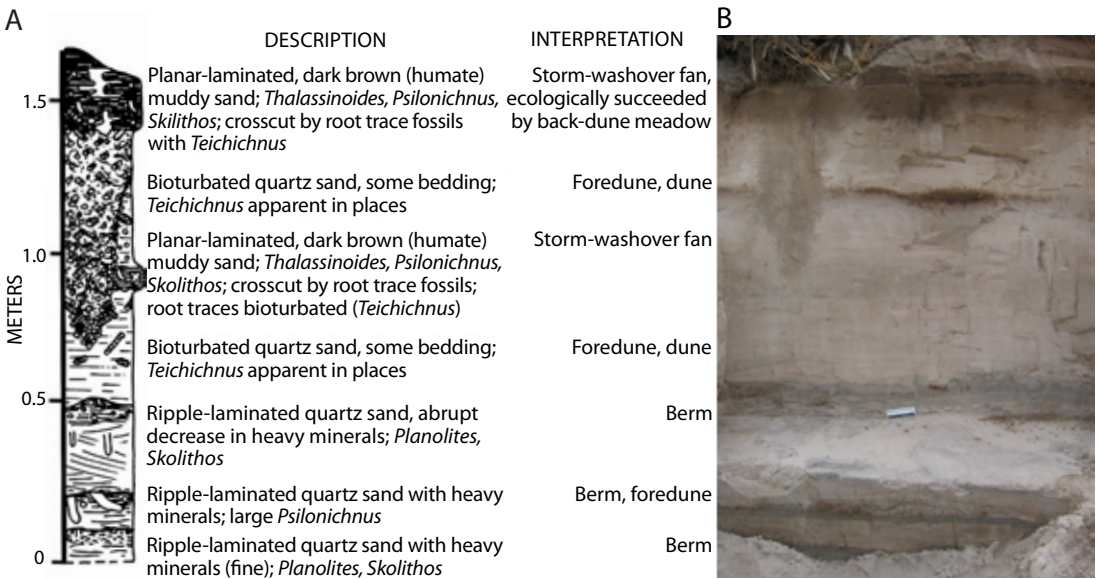 A
B
DESCRIPTION
INTERPRETATION
METERS
1.5
1.0
0.5
0
Planar-laminated, dark brown (humate)
muddy sand; Thalassinoides, Psilonichnus,
Skilithos; crosscut by root trace fossils
with Teichichnus
Storm-washover fan,
ecologically succeeded
by back-dune meadow
Bioturbated quartz sand, some bedding;
Teichichnus apparent in places
Foredune, dune
Planar-laminated, dark brown (humate)
muddy sand; Thalassinoides, Psilonichnus,
Skolithos; crosscut by root trace fossils;
root traces bioturbated (Teichichnus)
Storm-washover fan
Bioturbated quartz sand, some bedding;
Teichichnus apparent in places
Foredune, dune
Ripple-laminated quartz sand, abrupt
decrease in heavy minerals; Planolites,
Skolithos
Berm
Ripple-laminated quartz sand with heavy
minerals; large Psilonichnus
Berm, foredune
Ripple-laminated quartz sand with heavy
minerals (fine); Planolites, Skolithos
Berm